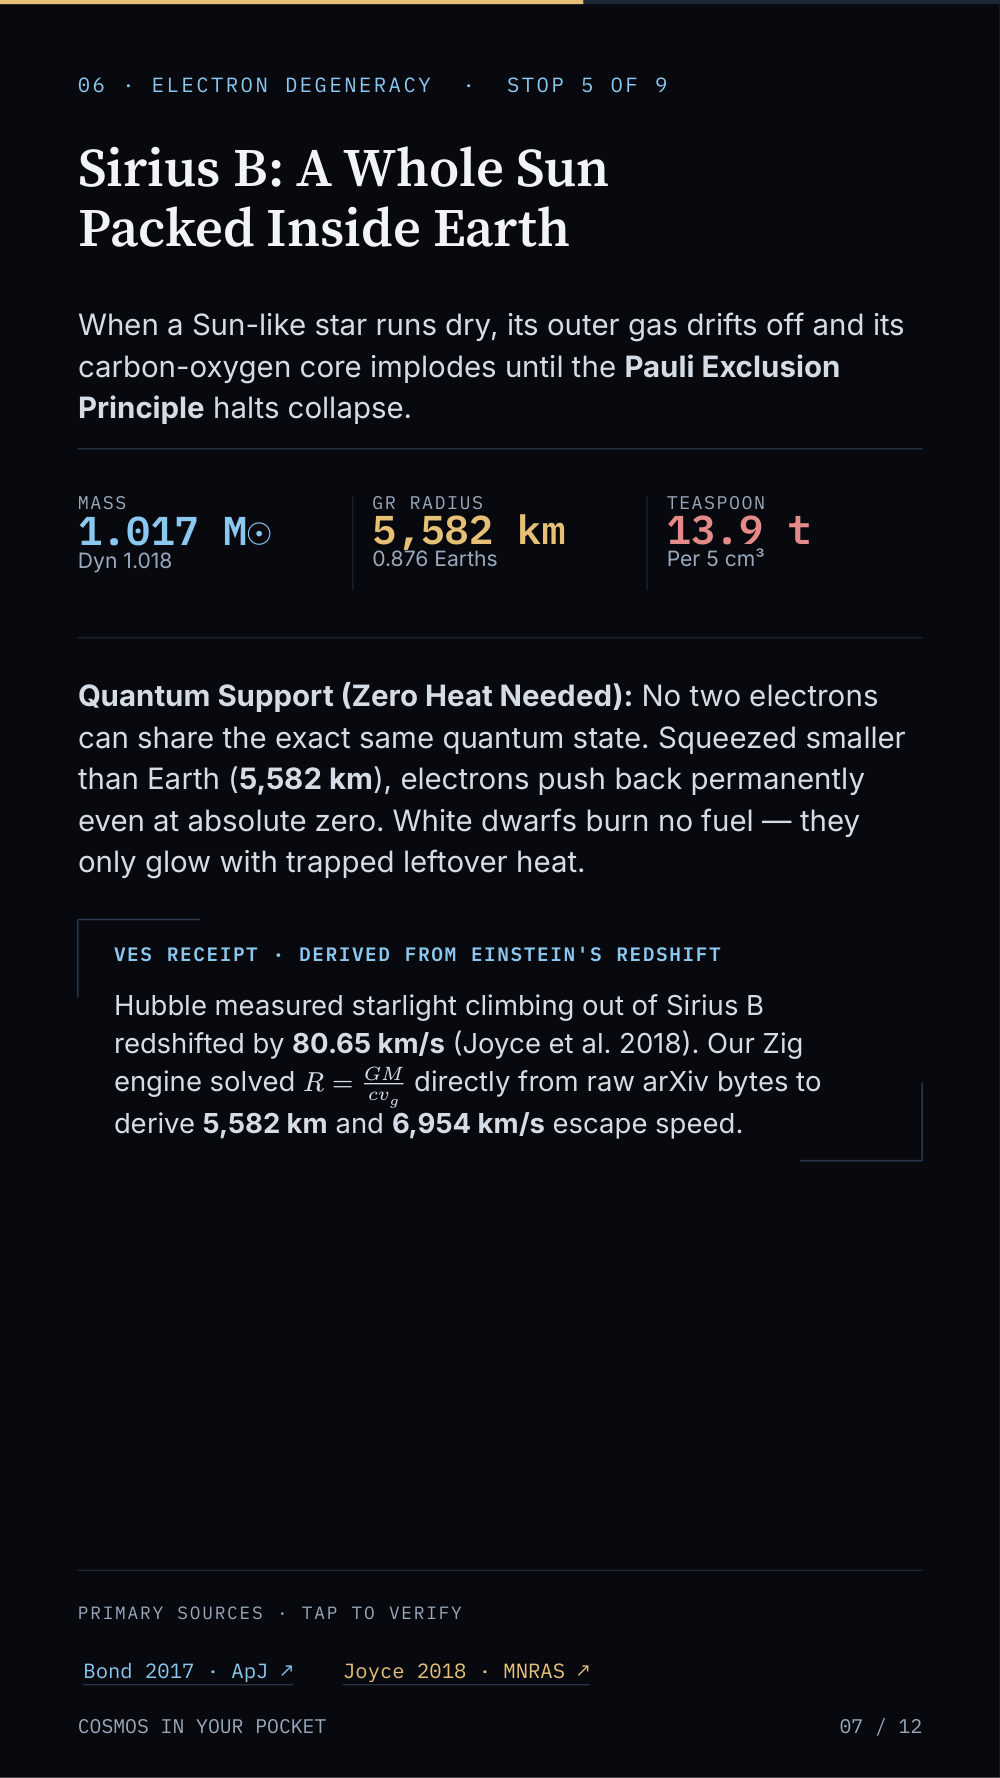 06 · ELECTRON DEGENERACY · STOP 5 OF 9
Sirius B: A Whole Sun
Packed Inside Earth
When a Sun-like star runs dry, its outer gas drifts off and its
carbon-oxygen core implodes until the Pauli Exclusion
Principle halts collapse.
MASS
1.017 M☉
Dyn 1.018
GR RADIUS
5,582 km
0.876 Earths
TEASPOON
13.9 t
Per 5 cm³
Quantum Support (Zero Heat Needed): No two electrons
can share the exact same quantum state. Squeezed smaller
than Earth (5,582 km), electrons push back permanently
even at absolute zero. White dwarfs burn no fuel — they
only glow with trapped leftover heat.
VES RECEIPT · DERIVED FROM EINSTEIN'S REDSHIFT
Hubble measured starlight climbing out of Sirius B
redshifted by 80.65 km/s (Joyce et al. 2018). Our Zig
engine solved R = GM/cv_g directly from raw arXiv bytes to
derive 5,582 km and 6,954 km/s escape speed.
PRIMARY SOURCES · TAP TO VERIFY
Bond 2017 · ApJ ↗ Joyce 2018 · MNRAS ↗
COSMOS IN YOUR POCKET 07 / 12